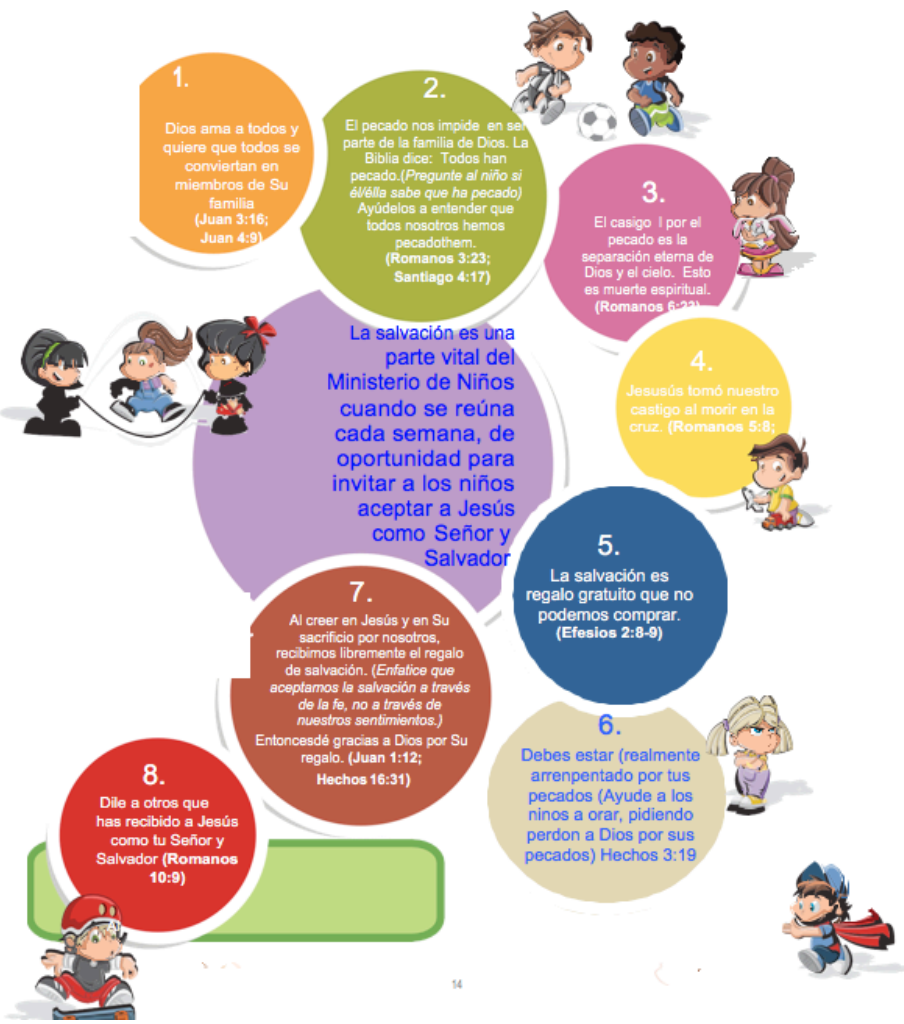 1.
Dios ama a todos y
quiere que todos se
conviertan en
miembros de Su
familia
(Juan 3:16;
Juan 4:9)
2.
El pecado nos impide en ser
parte de la familia de Dios. La
Biblia dice: Todos han
pecado.(Pregunte al niño si
él/élla sabe que ha pecado)
Ayúdelos a entender que
todos nosotros hemos
pecadothem.
(Romanos 3:23;
Santiago 4:17)
3.
El casigo l por el
pecado es la
separación eterna de
Dios y el cielo. Esto
es muerte espiritual.
(Romanos 6:23)
4.
Jesusús tomó nuestro
castigo al morir en la
cruz. (Romanos 5:8;
La salvación es una
parte vital del
Ministerio de Niños
cuando se reúna
cada semana, de
oportunidad para
invitar a los niños
aceptar a Jesús
como Señor y
Salvador
5.
La salvación es
regalo gratuito que no
podemos comprar.
(Efesios 2:8-9)
6.
Debes estar (realmente
arrenpentado por tus
pecados (Ayude a los
ninos a orar, pidiendo
perdon a Dios por sus
pecados) Hechos 3:19
7.
Al creer en Jesús y en Su
sacrificio por nosotros,
recibimos libremente el regalo
de salvación. (Enfatice que
aceptamos la salvación a través
de la fe, no a través de
nuestros sentimientos.)
Entoncesdé gracias a Dios por Su
regalo. (Juan 1:12;
Hechos 16:31)
8.
Dile a otros que
has recibido a Jesús
como tu Señor y
Salvador (Romanos
10:9)
14